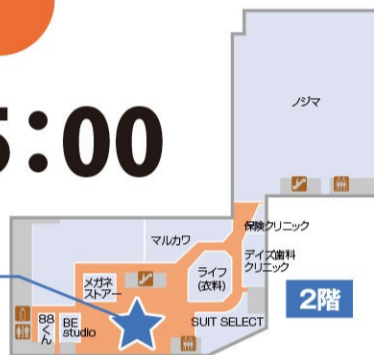 5:00
ノジマ
保険クリニック
マルカワ
デイズ歯科
クリニック
ライフ
(衣料)
メガネ
ストアー
2階
88くん
BE
studio
SUIT SELECT